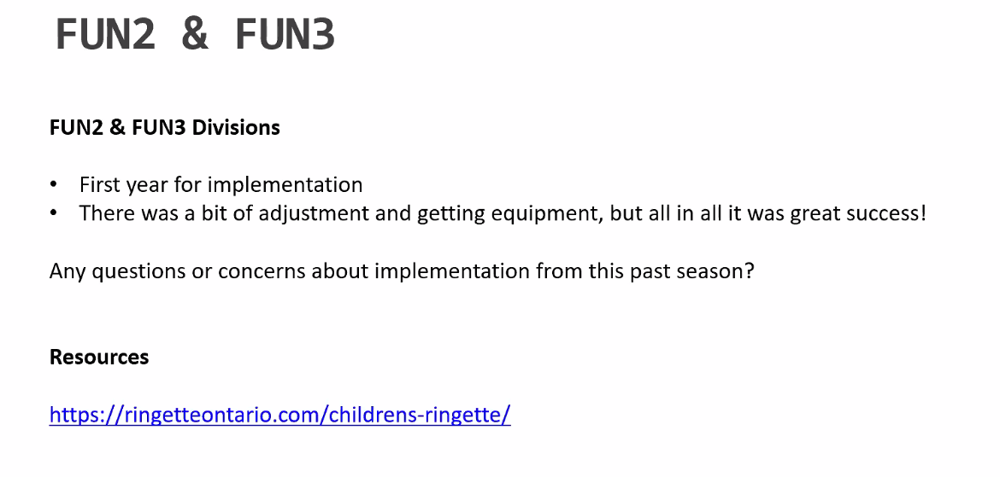 FUN2 & FUN3
FUN2 & FUN3 Divisions
• First year for implementation
• There was a bit of adjustment and getting equipment, but all in all it was great success!
Any questions or concerns about implementation from this past season?
Resources
https://ringetteontario.com/childrens-ringette/